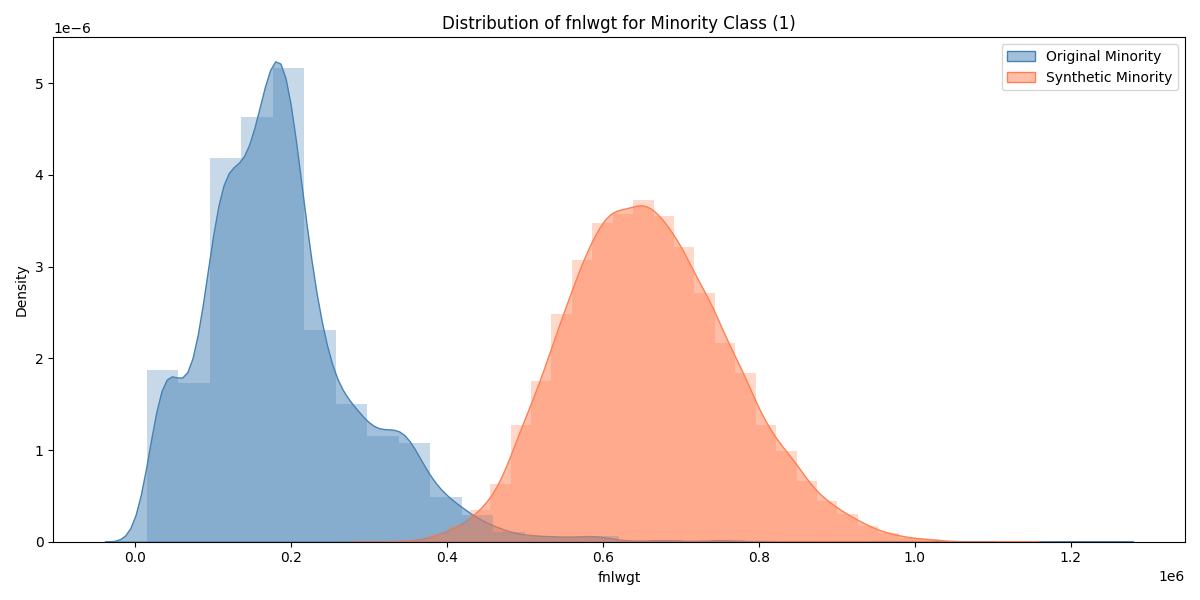 Distribution of fnlwgt for Minority Class (1)
1e−6
Original Minority
Synthetic Minority
5
4
3
2
1
0
Density
0.0 0.2 0.4 0.6 0.8 1.0 1.2
fnlwgt
1e6